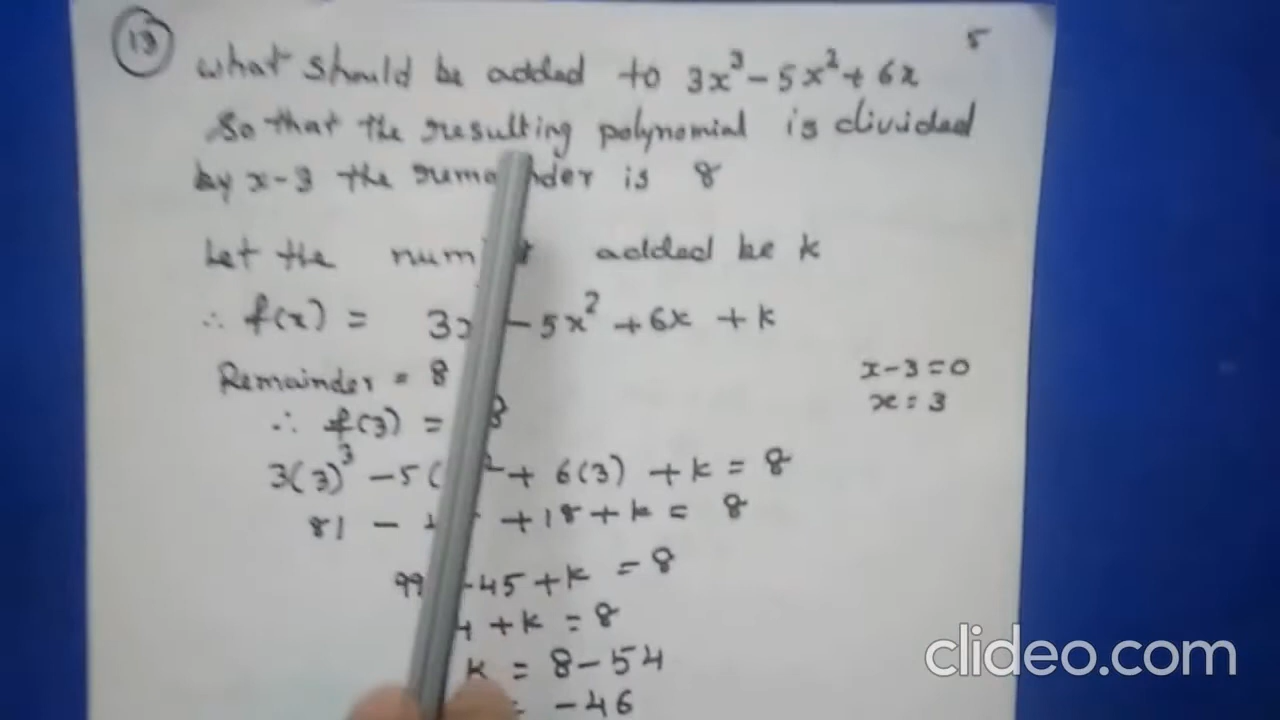 13
5
what should be added to 3x³ - 5x² + 6x
so that the resulting polynomial is divided
by x-3 the is 8
Let the added be k
∴ f(x) = - 5x² + 6x + k
Remainder = 8
x-3=0
x = 3
∴ f(3) =
3(3)³ - 5( + 6(3) + k = 8
81 - + 18 + k = 8
99 - 45 + k = 8
+ k = 8
k = 8 - 54
= -46
clideo.com